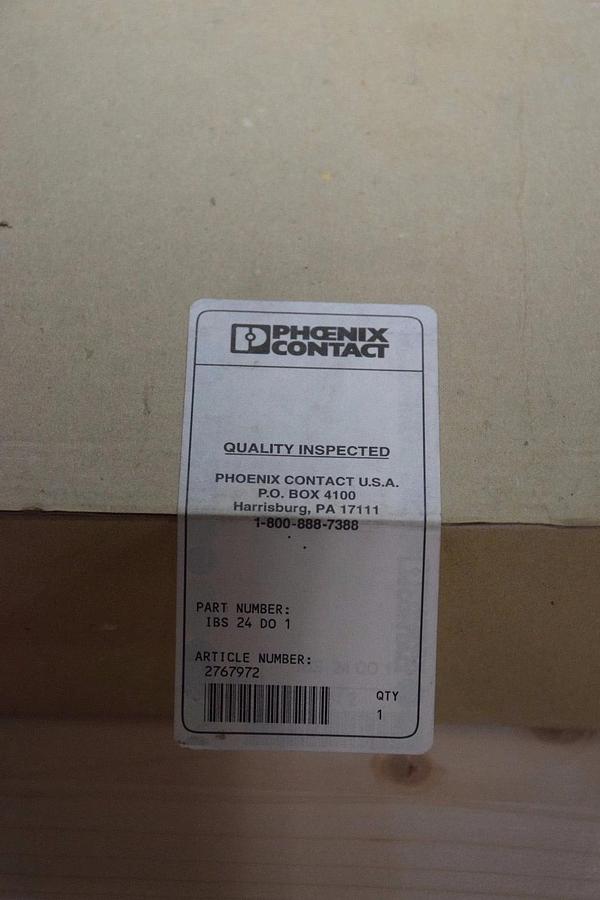 PHŒNIX
CONTACT
QUALITY INSPECTED
PHOENIX CONTACT U.S.A.
P.O. BOX 4100
Harrisburg, PA 17111
1-800-888-7388
PART NUMBER:
IBS 24 DO 1
ARTICLE NUMBER:
2767972
QTY
1